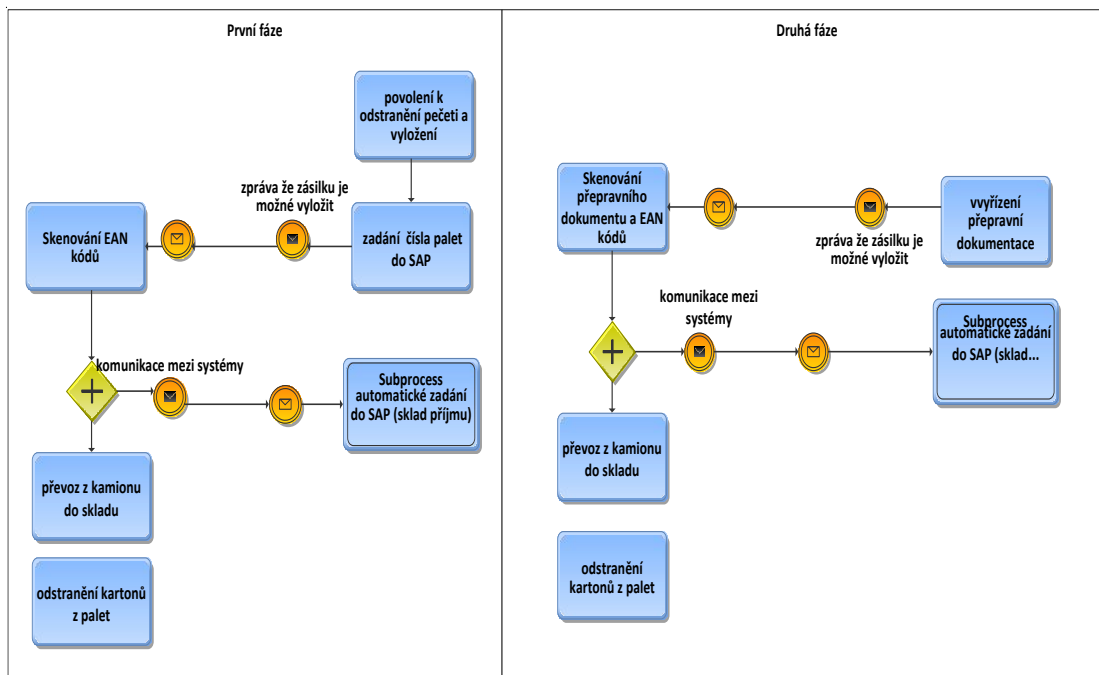 První fáze
povolení k
odstranění pečeti a
vyložení
zpráva že zásilku je
možné vyložit
Skenování EAN
kódů
zadání čísla palet
do SAP
komunikace mezi systémy
Subprocess
automatické zadání
do SAP (sklad příjmu)
převoz z kamionu
do skladu
odstranění kartonů
z palet
Druhá fáze
Skenování
přepravního
dokumentu a EAN
kódů
vvyřízení
přepravní
dokumentace
zpráva že zásilku je
možné vyložit
komunikace mezi
systémy
Subprocess
automatické zadání
do SAP (sklad...
převoz z kamionu
do skladu
odstranění
kartonů z palet